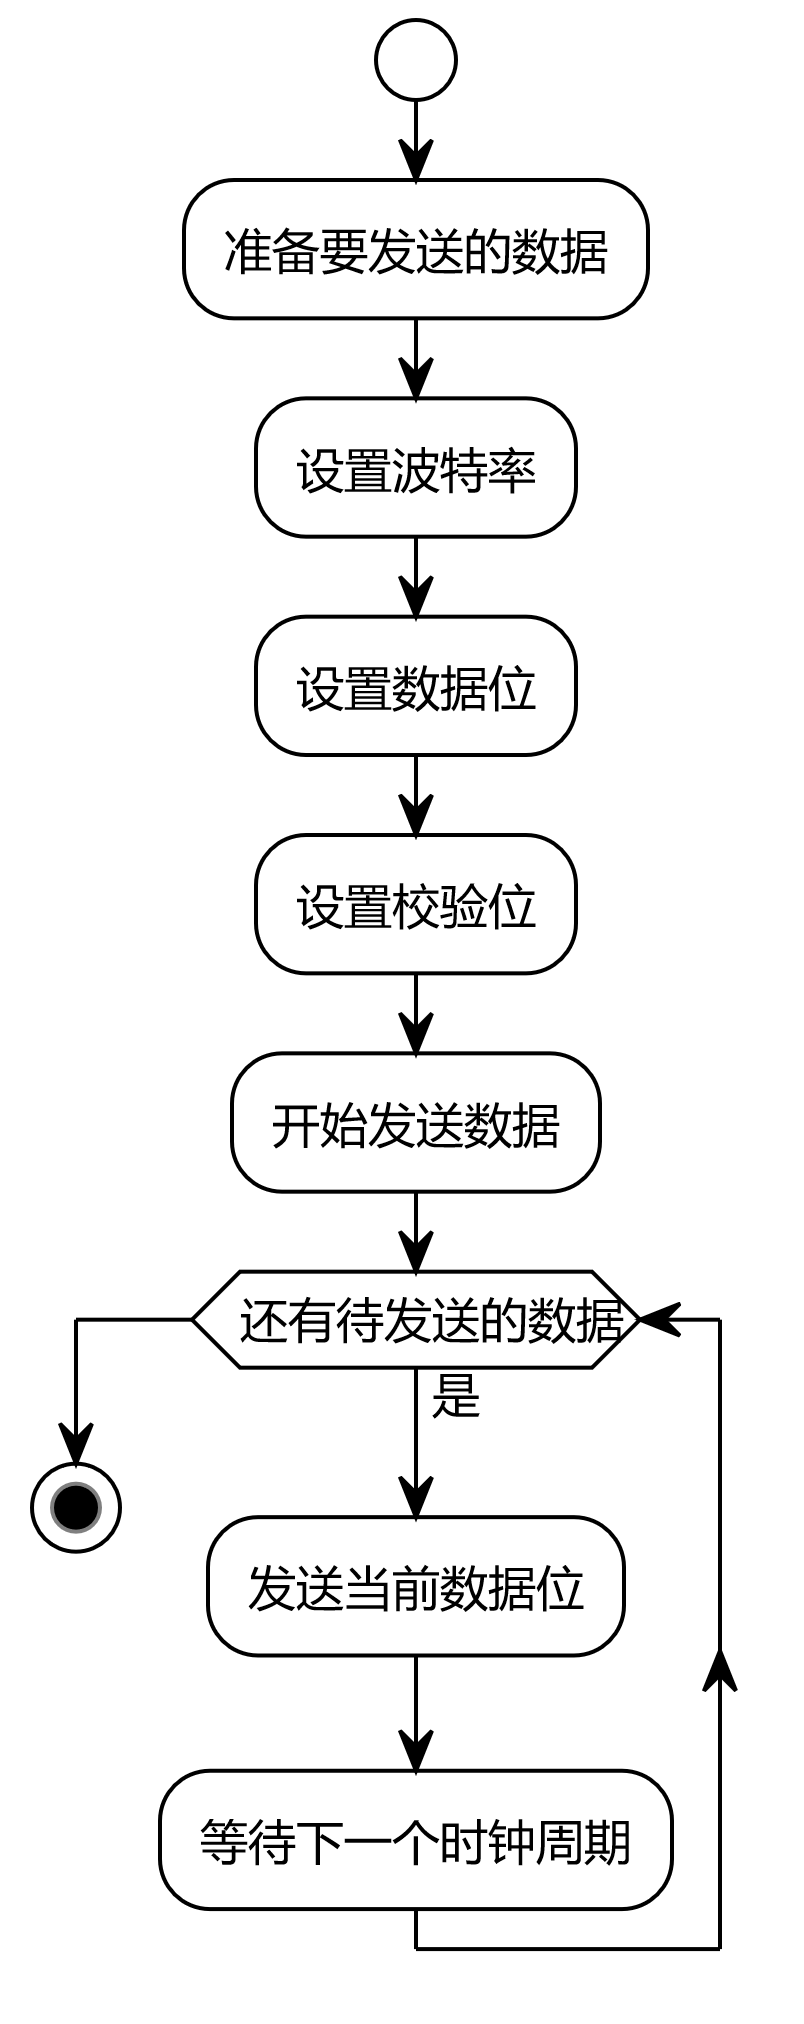 准备要发送的数据
设置波特率
设置数据位
设置校验位
开始发送数据
还有待发送的数据
是
发送当前数据位
等待下一个时钟周期